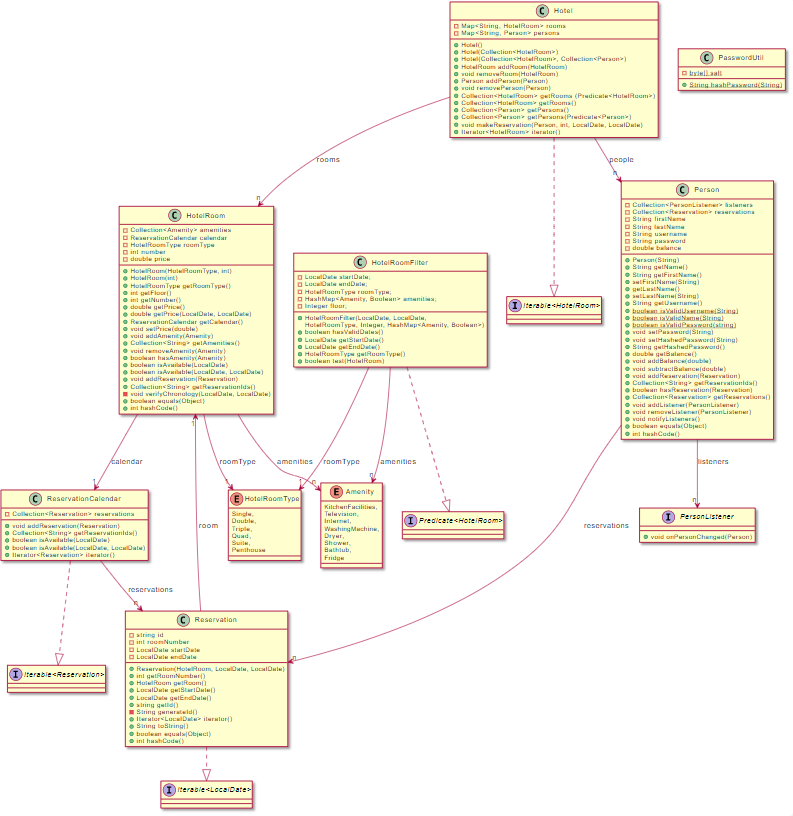 Hotel
Map<String, HotelRoom> rooms
Map<String, Person> persons
Hotel()
Hotel(Collection<HotelRoom>)
Hotel(Collection<HotelRoom>, Collection<Person>)
HotelRoom addRoom(HotelRoom)
void removeRoom(HotelRoom)
Person addPerson(Person)
void removePerson(Person)
Collection<HotelRoom> getRooms (Predicate<HotelRoom>)
Collection<HotelRoom> getRooms()
Collection<Person> getPersons()
Collection<Person> getPersons(Predicate<Person>)
void makeReservation(Person, int, LocalDate, LocalDate)
Iterator<HotelRoom> iterator()
PasswordUtil
byte[] salt
String hashPassword(String)
rooms
n
people
n
HotelRoom
Collection<Amenity> amenities
ReservationCalendar calendar
HotelRoomType roomType
int number
double price
HotelRoom(HotelRoomType, int)
HotelRoom(int)
HotelRoomType getRoomType()
int getFloor()
int getNumber()
double getPrice()
double getPrice(LocalDate, LocalDate)
ReservationCalendar getCalendar()
void setPrice(double)
void addAmenity(Amenity)
Collection<String> getAmenities()
void removeAmenity(Amenity)
boolean hasAmenity(Amenity)
boolean isAvailable(LocalDate)
boolean isAvailable(LocalDate, LocalDate)
void addReservation(Reservation)
Collection<String> getReservationIds()
void verifyChronology(LocalDate, LocalDate)
boolean equals(Object)
int hashCode()
HotelRoomFilter
LocalDate startDate;
LocalDate endDate;
HotelRoomType roomType;
HashMap<Amenity, Boolean> amenities;
Integer floor;
HotelRoomFilter(LocalDate, LocalDate,
HotelRoomType, Integer, HashMap<Amenity, Boolean>)
boolean hasValidDates()
LocalDate getStartDate()
LocalDate getEndDate()
HotelRoomType getRoomType()
boolean test(HotelRoom)
Iterable<HotelRoom>
Person
Collection<PersonListener> listeners
Collection<Reservation> reservations
String firstName
String lastName
String username
String password
double balance
Person(String)
String getName()
String getFirstName()
setFirstName(String)
getLastName()
setLastName(String)
String getUsername()
boolean isValidUsername(String)
boolean isValidName(String)
boolean isValidPassword(string)
void setPassword(String)
void setHashedPassword(String)
String getHashedPassword()
double getBalance()
void addBalance(double)
void subtractBalance(double)
void addReservation(Reservation)
Collection<String> getReservationIds()
boolean hasReservation(Reservation)
Collection<Reservation> getReservations()
void addListener(PersonListener)
void removeListener(PersonListener)
void notifyListeners()
boolean equals(Object)
int hashCode()
calendar
1
roomType
1
amenities
n
roomType
1
amenities
n
1
listeners
n
ReservationCalendar
Collection<Reservation> reservations
void addReservation(Reservation)
Collection<String> getReservationIds()
boolean isAvailable(LocalDate)
boolean isAvailable(LocalDate, LocalDate)
Iterator<Reservation> iterator()
HotelRoomType
Single,
Double,
Triple,
Quad,
Suite,
Penthouse
Amenity
KitchenFacilities,
Television,
Internet,
WashingMachine,
Dryer,
Shower,
Bathtub,
Fridge
Predicate<HotelRoom>
PersonListener
void onPersonChanged(Person)
room
reservations
reservations
n
n
Reservation
string id
int roomNumber
LocalDate startDate
LocalDate endDate
Reservation(HotelRoom, LocalDate, LocalDate)
int getRoomNumber()
HotelRoom getRoom()
LocalDate getStartDate()
LocalDate getEndDate()
string getId()
String generateId()
Iterator<LocalDate> iterator()
String toString()
boolean equals(Object)
int hashCode()
Iterable<Reservation>
Iterable<LocalDate>